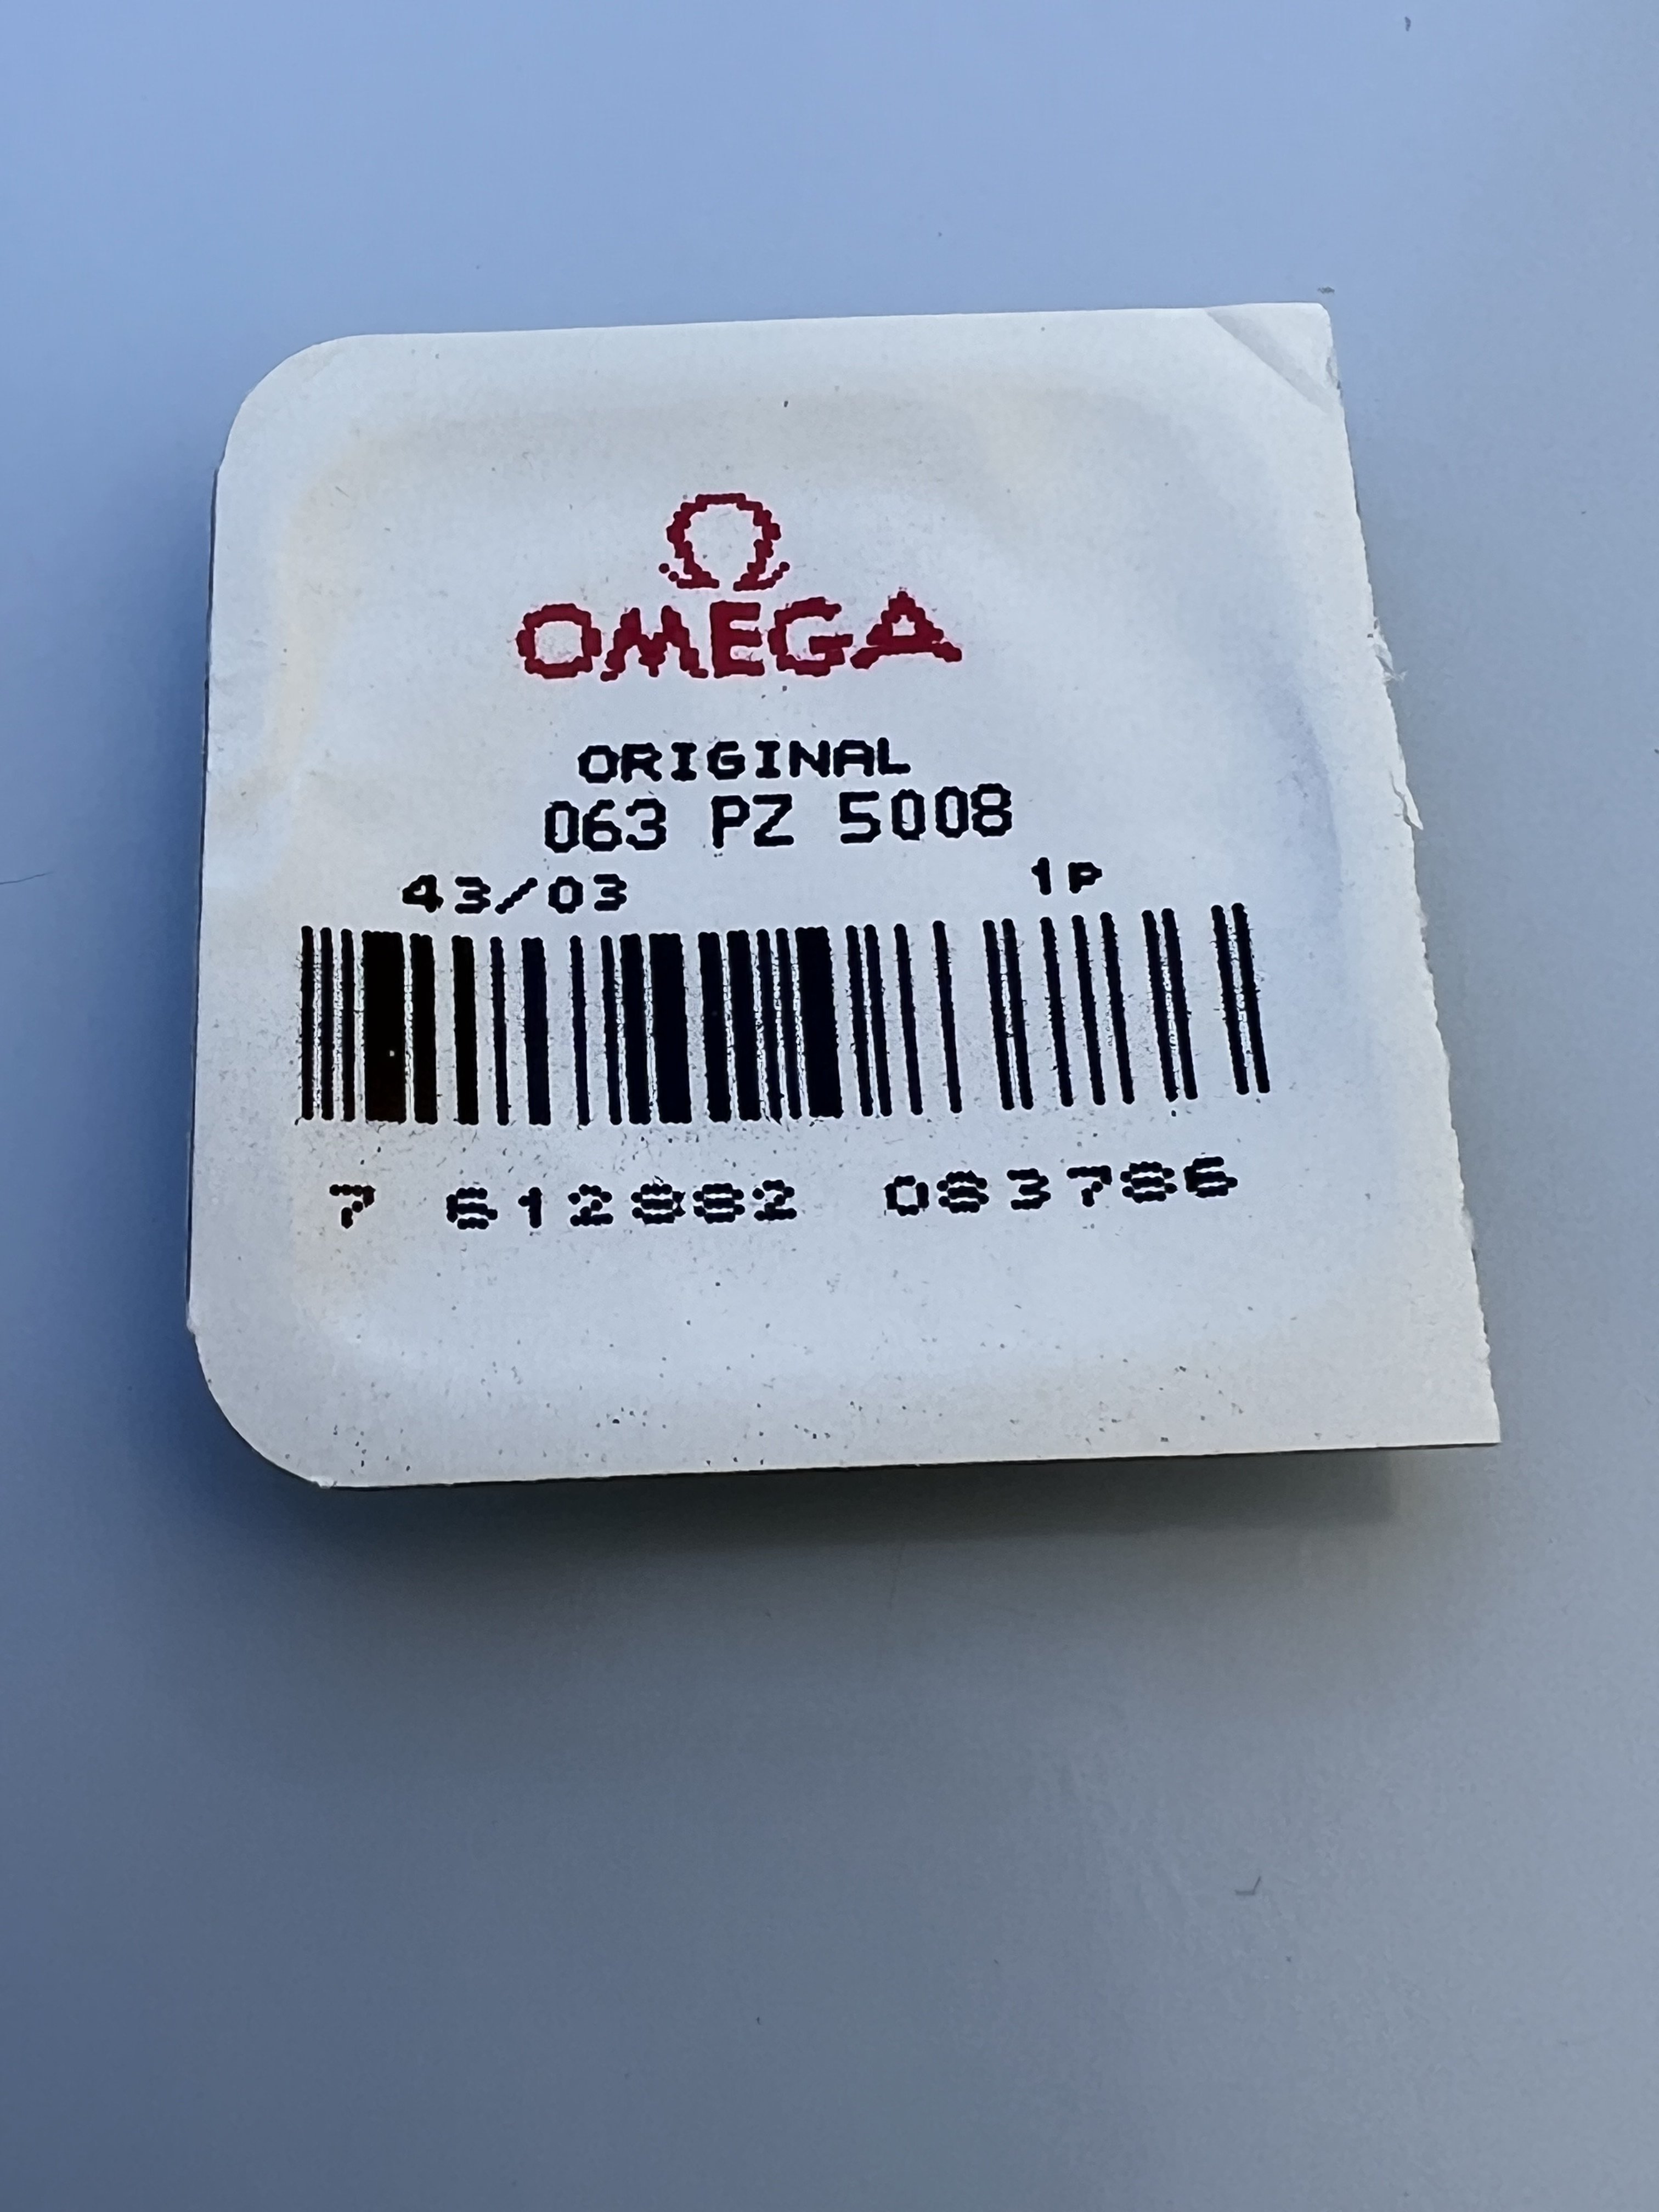 Ω
OMEGA
ORIGINAL
063 PZ 5008
43/03 1P
7 612882 083786